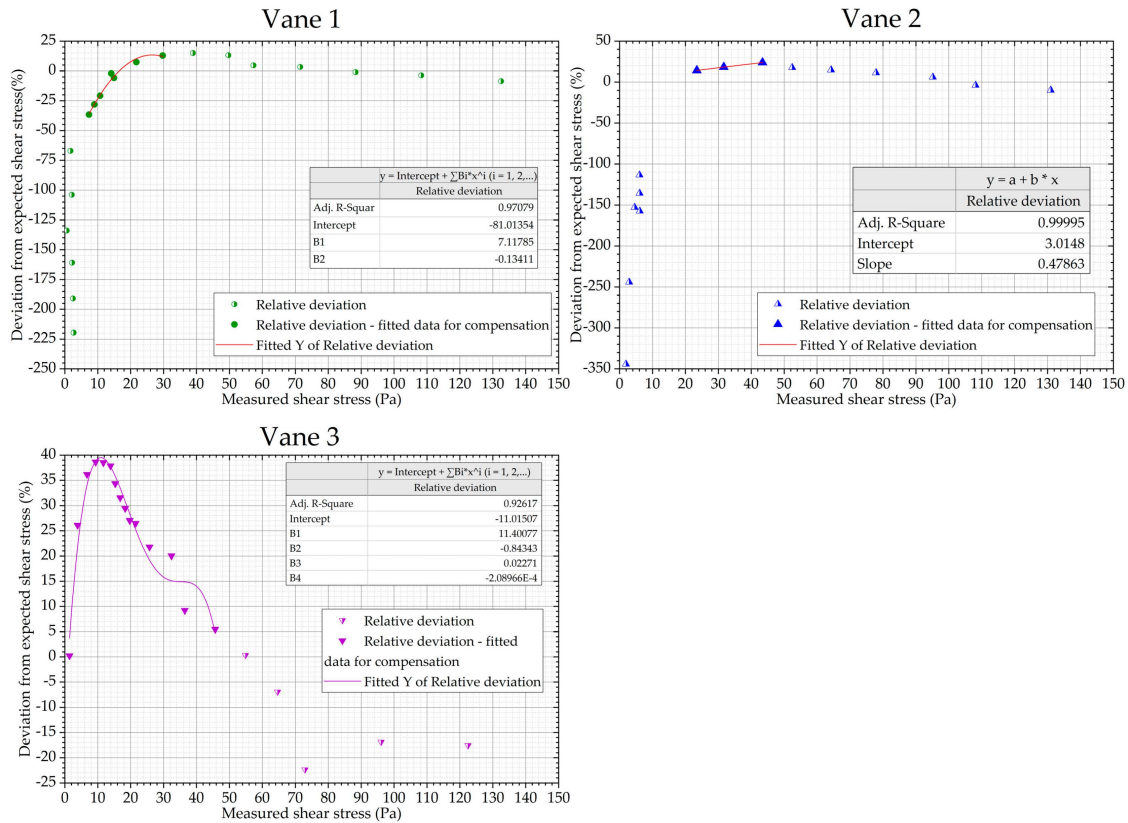 Vane 1
Deviation from expected shear stress(%)
25
0
-25
-50
-75
-100
-125
-150
-175
-200
-225
-250
0 10 20 30 40 50 60 70 80 90 100 110 120 130 140 150
Measured shear stress (Pa)
y = Intercept + ∑Bi*x^i (i = 1, 2,...)
Relative deviation
Adj. R-Squar 0.97079
Intercept -81.01354
B1 7.11785
B2 -0.13411
Relative deviation
Relative deviation - fitted data for compensation
Fitted Y of Relative deviation
Vane 2
Deviation from expected shear stress (%)
50
0
-50
-100
-150
-200
-250
-300
-350
0 10 20 30 40 50 60 70 80 90 100 110 120 130 140 150
Measured shear stress (Pa)
y = a + b * x
Relative deviation
Adj. R-Square 0.99995
Intercept 3.0148
Slope 0.47863
Relative deviation
Relative deviation - fitted data for compensation
Fitted Y of Relative deviation
Vane 3
Deviation from expected shear stress (%)
40
35
30
25
20
15
10
5
0
-5
-10
-15
-20
-25
0 10 20 30 40 50 60 70 80 90 100 110 120 130 140 150
Measured shear stress (Pa)
y = Intercept + ∑Bi*x^i (i = 1, 2,...)
Relative deviation
Adj. R-Square 0.92617
Intercept -11.01507
B1 11.40077
B2 -0.84343
B3 0.02271
B4 -2.08966E-4
Relative deviation
Relative deviation - fitted
data for compensation
Fitted Y of Relative deviation